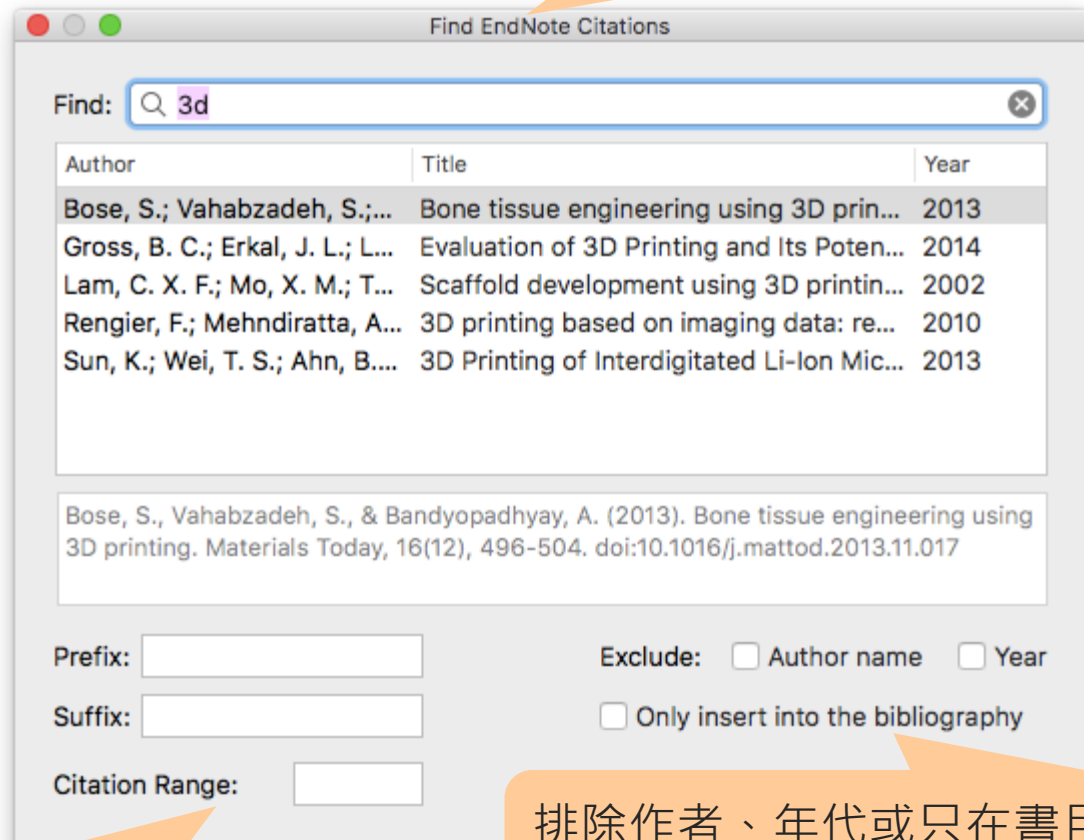 Find EndNote Citations
Find: 3d
Author Title Year
Bose, S.; Vahabzadeh, S.;... Bone tissue engineering using 3D prin... 2013
Gross, B. C.; Erkal, J. L.; L... Evaluation of 3D Printing and Its Poten... 2014
Lam, C. X. F.; Mo, X. M.; T... Scaffold development using 3D printin... 2002
Rengier, F.; Mehndiratta, A... 3D printing based on imaging data: re... 2010
Sun, K.; Wei, T. S.; Ahn, B.... 3D Printing of Interdigitated Li-Ion Mic... 2013
Bose, S., Vahabzadeh, S., & Bandyopadhyay, A. (2013). Bone tissue engineering using
3D printing. Materials Today, 16(12), 496-504. doi:10.1016/j.mattod.2013.11.017
Prefix: Exclude: Author name Year
Suffix: Only insert into the bibliography
Citation Range:
排除作者、年代或只在書